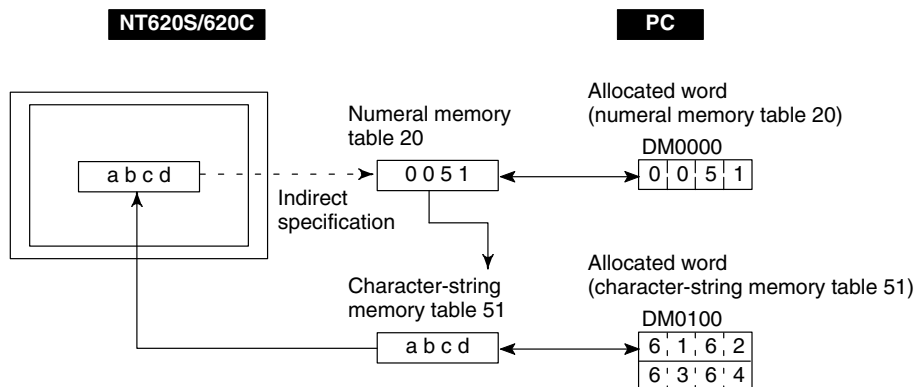 NT620S/620C
PC
Numeral memory
table 20
Allocated word
(numeral memory table 20)
DM0000
a b c d
0 0 5 1
0 0 5 1
Indirect
specification
Character-string
memory table 51
Allocated word
(character-string memory table 51)
DM0100
a b c d
6 1 6 2
6 3 6 4